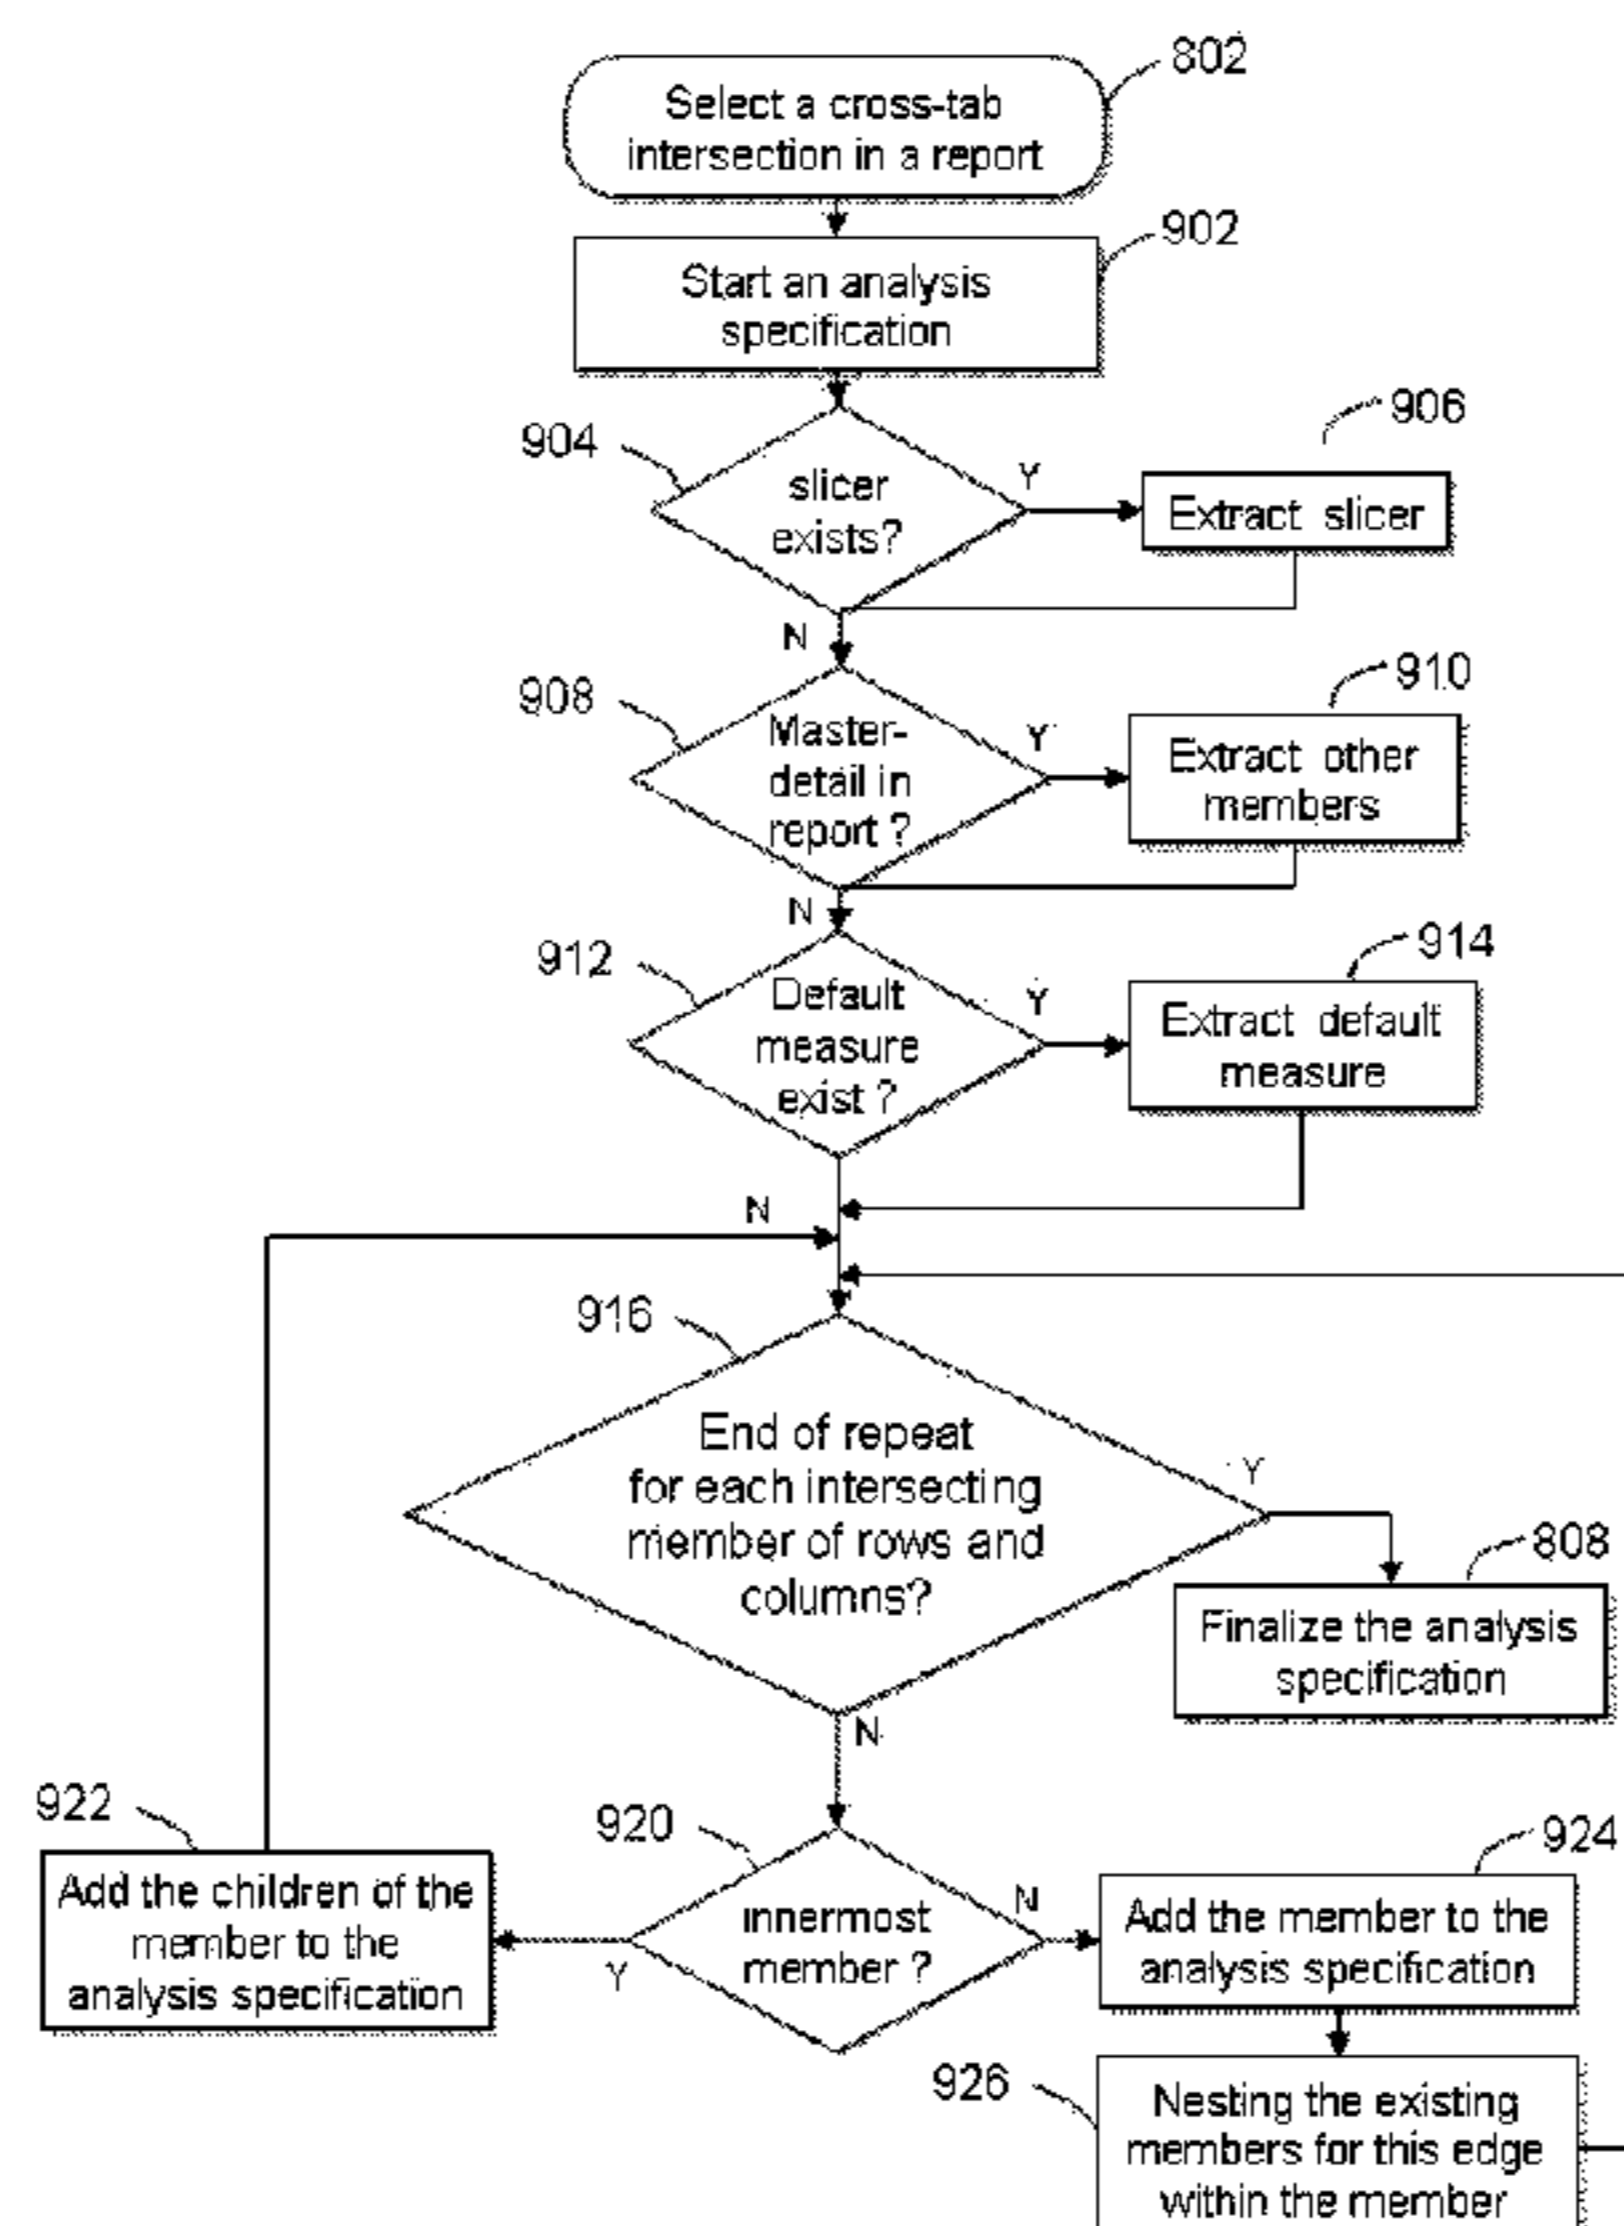 802
Select a cross-tab
intersection in a report
902
Start an analysis
specification
904
slicer
exists?
Y
906
Extract slicer
N
908
Master-
detail in
report ?
Y
910
Extract other
members
N
912
Default
measure
exist ?
Y
914
Extract default
measure
N
916
End of repeat
for each intersecting
member of rows and
columns?
Y
808
Finalize the analysis
specification
N
922
Add the children of the
member to the
analysis specification
920
innermost
member ?
Y
N
924
Add the member to the
analysis specification
926
Nesting the existing
members for this edge
within the member